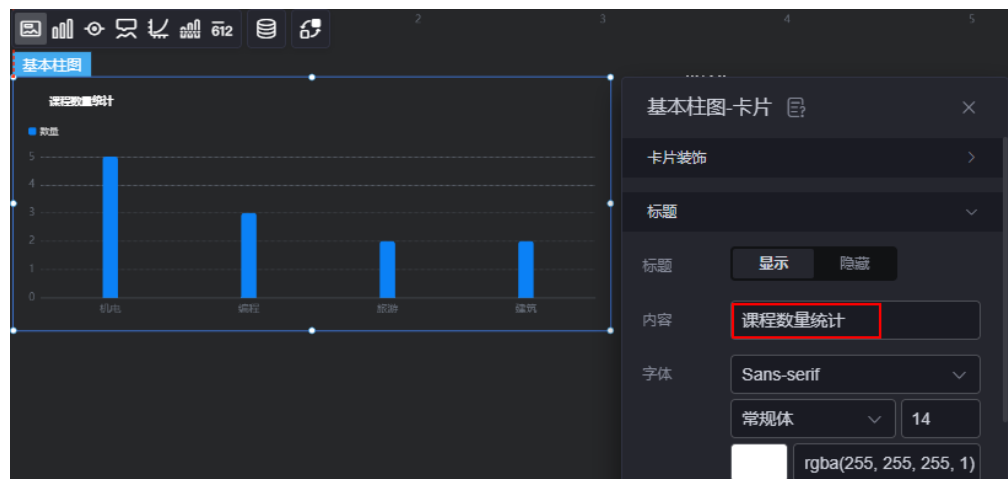 612
2
3
4
5
基本柱图
课程数量统计
数量
5
4
3
2
1
0
机电
编程
旅游
建筑
基本柱图-卡片
卡片装饰
标题
标题 显示 隐藏
内容 课程数量统计
字体 Sans-serif
常规体 14
rgba(255, 255, 255, 1)